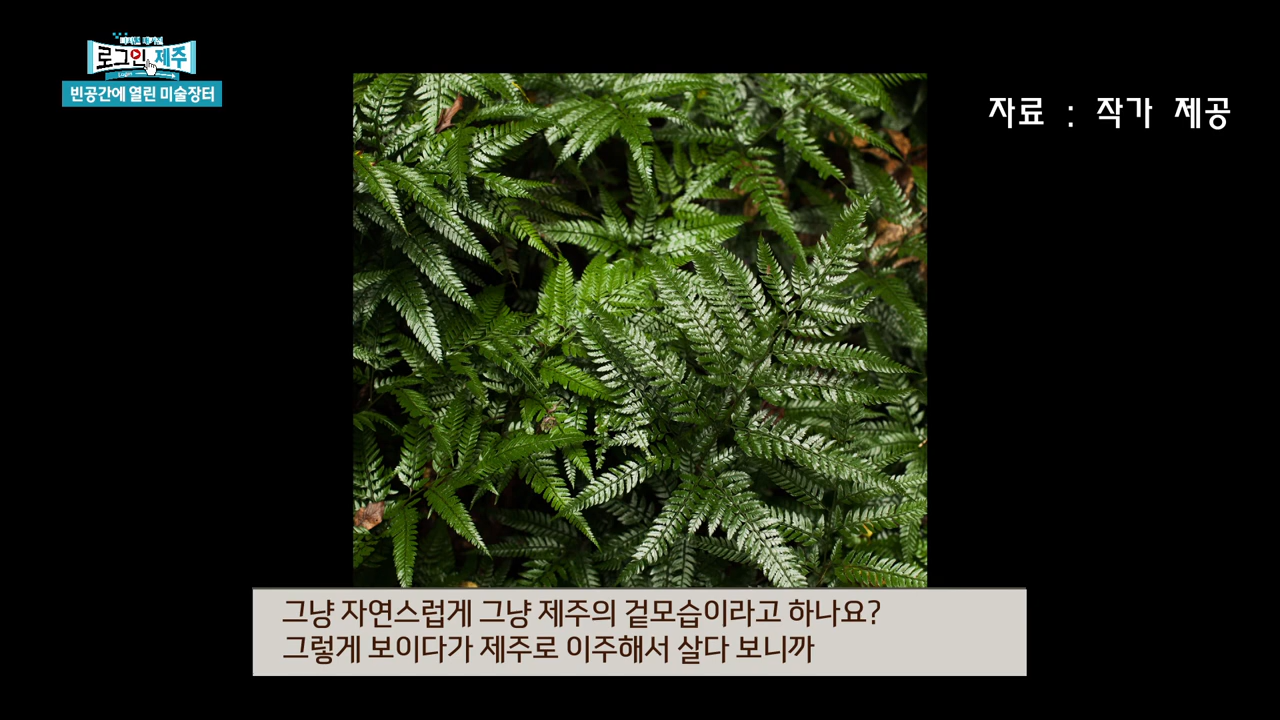 로그인 제주
Login
빈공간에 열린 미술장터
자료 : 작가 제공
그냥 자연스럽게 그냥 제주의 겉모습이라고 하나요?
그렇게 보이다가 제주로 이주해서 살다 보니까